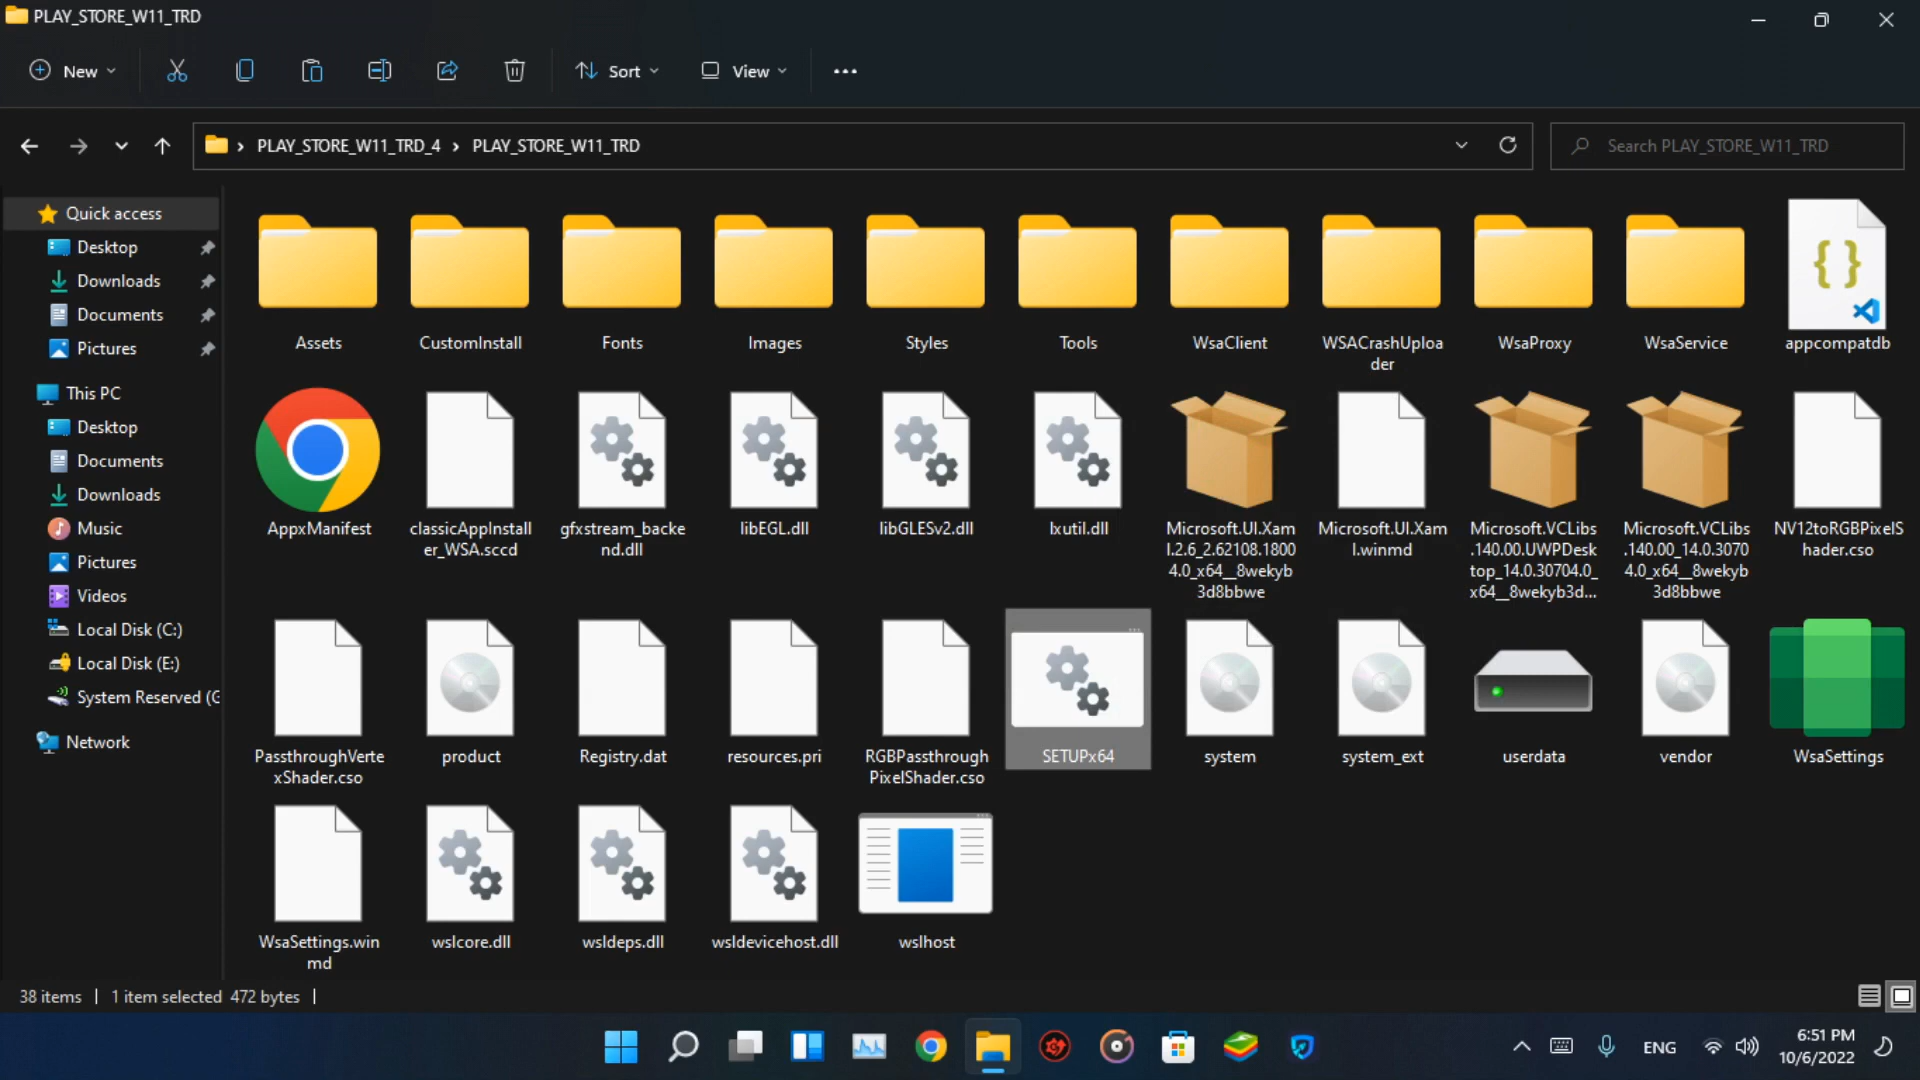 PLAY_STORE_W11_TRD
New
Sort
View
PLAY_STORE_W11_TRD_4 › PLAY_STORE_W11_TRD
Search PLAY_STORE_W11_TRD
Quick access
Desktop
Downloads
Documents
Pictures
This PC
Desktop
Documents
Downloads
Music
Pictures
Videos
Local Disk (C:)
Local Disk (E:)
System Reserved (G
Network
Assets
CustomInstall
Fonts
Images
Styles
Tools
WsaClient
WSACrashUploa
der
WsaProxy
WsaService
appcompatdb
AppxManifest
classicAppInstall
er_WSA.sccd
gfxstream_backe
nd.dll
libEGL.dll
libGLESv2.dll
lxutil.dll
Microsoft.UI.Xam
l.2.6_2.62108.1800
4.0_x64__8wekyb
3d8bbwe
Microsoft.UI.Xam
l.winmd
Microsoft.VCLibs
.140.00.UWPDesk
top_14.0.30704.0_
x64__8wekyb3d...
Microsoft.VCLibs
.140.00_14.0.3070
4.0_x64__8wekyb
3d8bbwe
NV12toRGBPixelS
hader.cso
PassthroughVerte
xShader.cso
product
Registry.dat
resources.pri
RGBPassthrough
PixelShader.cso
SETUPx64
system
system_ext
userdata
vendor
WsaSettings
WsaSettings.win
md
wslcore.dll
wsldeps.dll
wsldevicehost.dll
wslhost
38 items
1 item selected 472 bytes
ENG
6:51 PM
10/6/2022